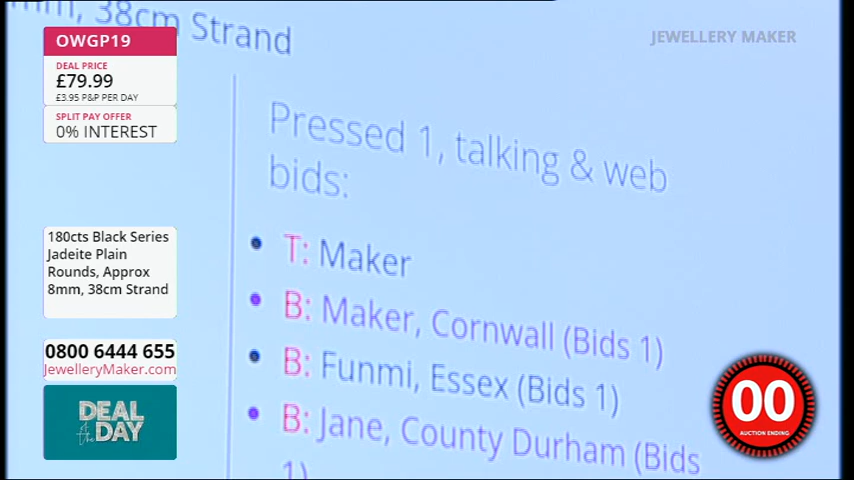 mm, 38cm Strand
OWGP19
DEAL PRICE
£79.99
£3.95 P&P PER DAY
SPLIT PAY OFFER
0% INTEREST
JEWELLERY MAKER
Pressed 1, talking & web
bids:
T: Maker
B: Maker, Cornwall (Bids 1)
B: Funmi, Essex (Bids 1)
B: Jane, County Durham (Bids
1)
180cts Black Series
Jadeite Plain
Rounds, Approx
8mm, 38cm Strand
0800 6444 655
JewelleryMaker.com
DEAL
of the
DAY
00
AUCTION ENDING